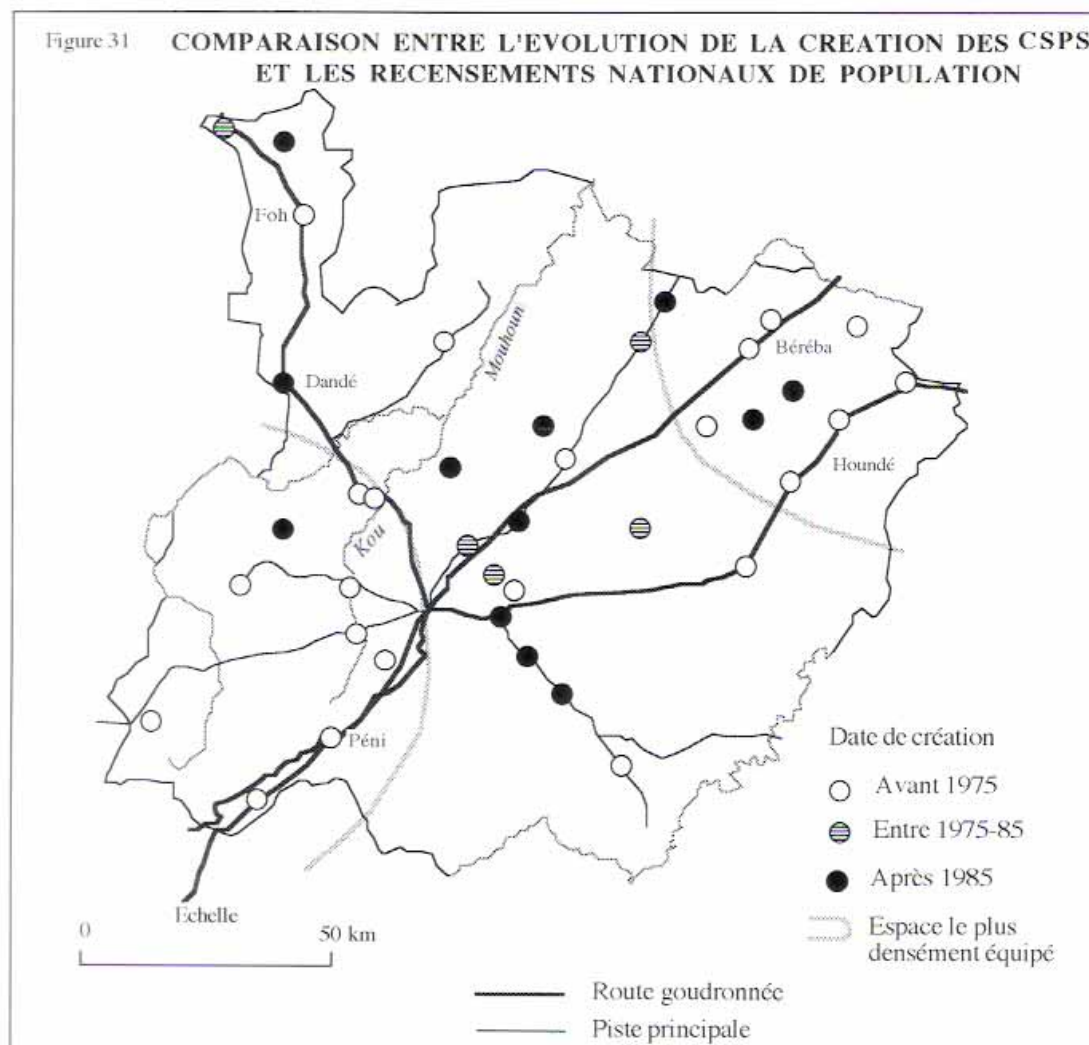 Figure 31
COMPARAISON ENTRE L'EVOLUTION DE LA CREATION DES CSPS
ET LES RECENSEMENTS NATIONAUX DE POPULATION
Foh
Mouhoun
Béréba
Dandé
Houndé
Kou
Péni
Date de création
Avant 1975
Entre 1975-85
Après 1985
Echelle
0 50 km
Espace le plus
densément équipé
Route goudronnée
Piste principale